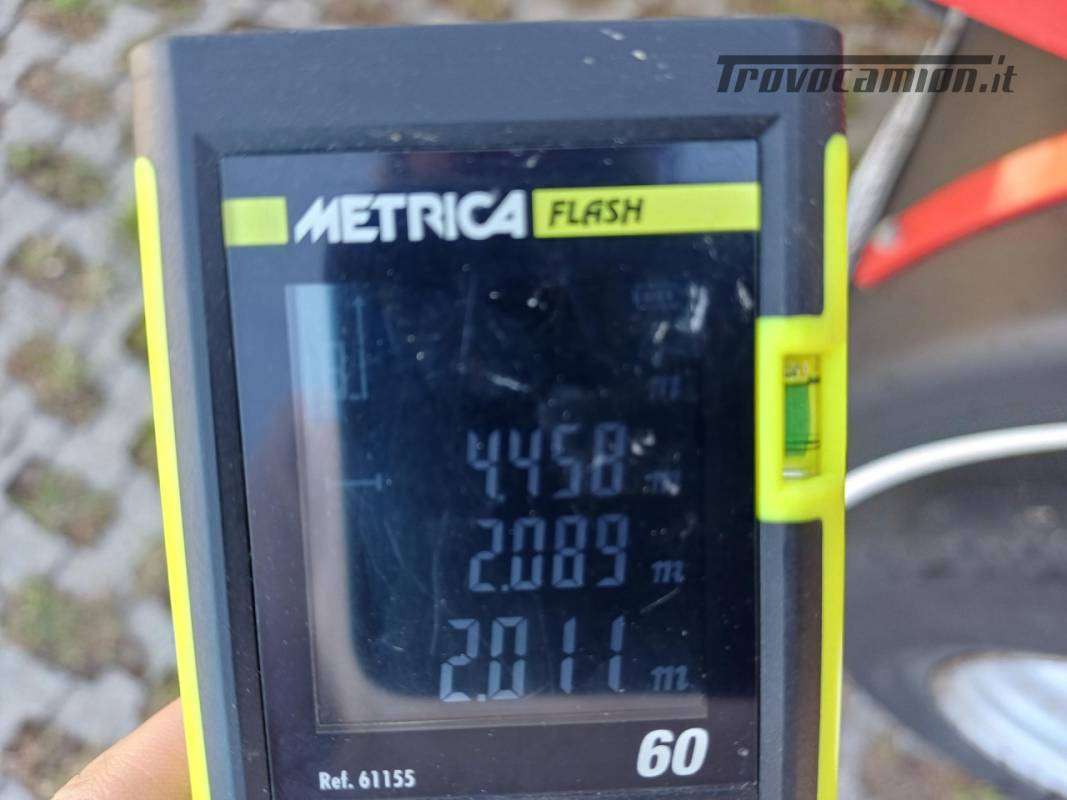 Trovocamion.it
METRICA FLASH
m
4.458 m
2.089 m
2.011 m
60
Ref. 61155